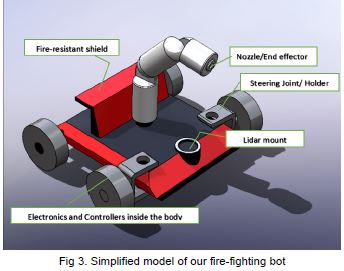 Fire-resistant shield
Nozzle/End effector
Steering Joint/ Holder
Lidar mount
Electronics and Controllers inside the body
Fig 3. Simplified model of our fire-fighting bot